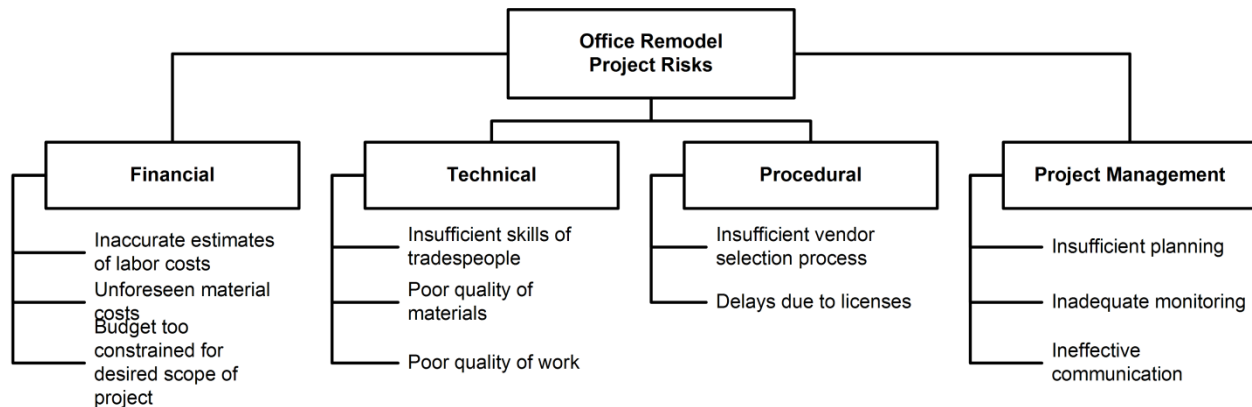 Office Remodel
Project Risks
Financial
Inaccurate estimates
of labor costs
Unforeseen material
costs
Budget too
constrained for
desired scope of
project
Technical
Insufficient skills of
tradespeople
Poor quality of
materials
Poor quality of work
Procedural
Insufficient vendor
selection process
Delays due to licenses
Project Management
Insufficient planning
Inadequate monitoring
Ineffective
communication